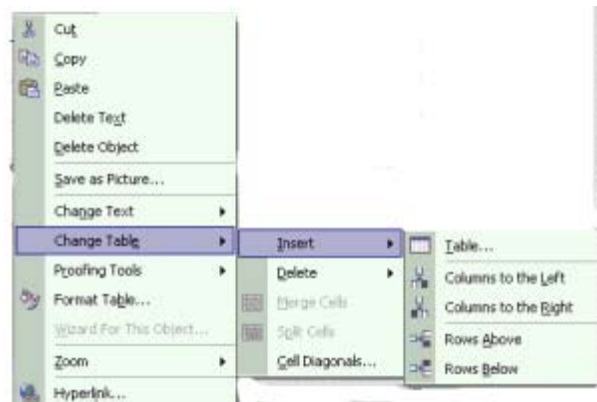 Cut
Copy
Paste
Delete Text
Delete Object
Save as Picture...
Change Text
Change Table
Proofing Tools
Format Table...
Wizard For This Object...
Zoom
Hyperlink...
Insert
Delete
Merge Cells
Split Cells
Cell Diagonals...
Table...
Columns to the Left
Columns to the Right
Rows Above
Rows Below